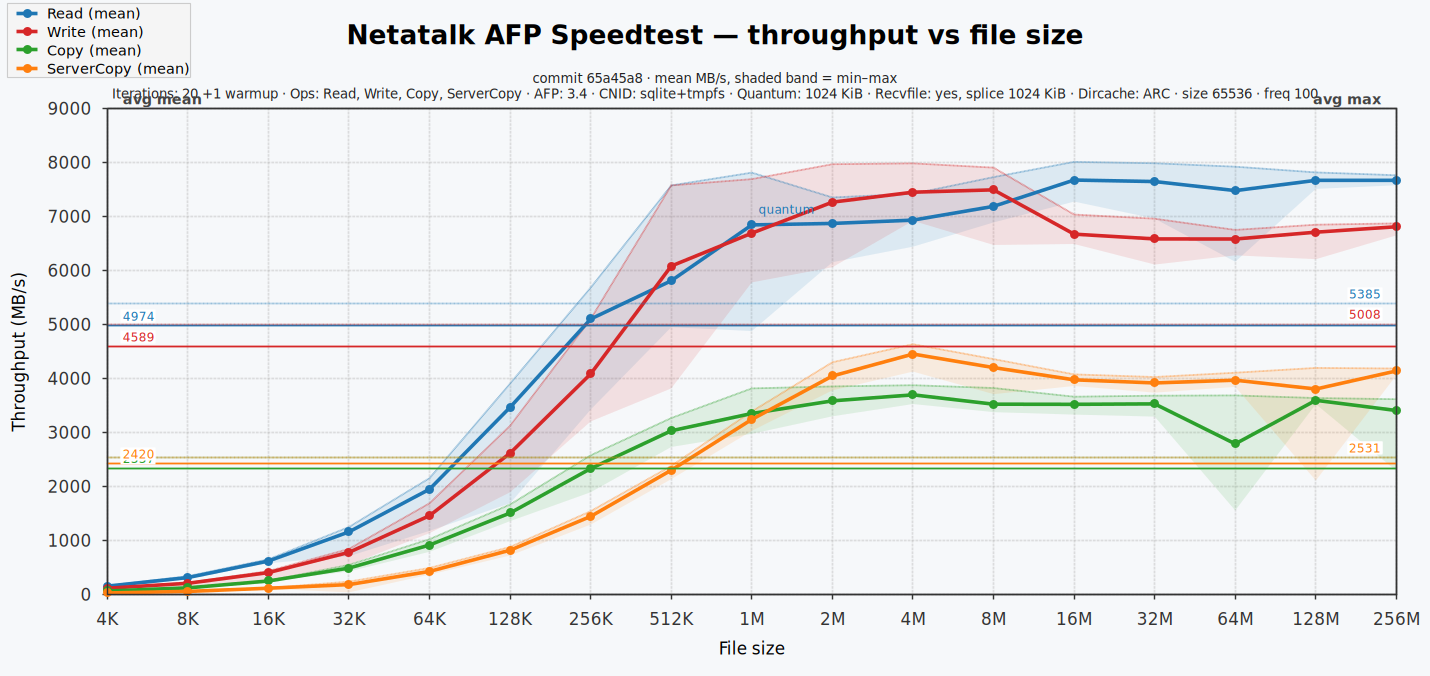 Read (mean)
Write (mean)
Copy (mean)
ServerCopy (mean)
Netatalk AFP Speedtest — throughput vs file size
commit 65a45a8 · mean MB/s, shaded band = min–max
Iterations: 20 +1 warmup · Ops: Read, Write, Copy, ServerCopy · AFP: 3.4 · CNID: sqlite+tmpfs · Quantum: 1024 KiB · Recvfile: yes, splice 1024 KiB · Dircache: ARC · size 65536 · freq 100
avg mean
avg max
9000
8000
7000
6000
5000
4000
3000
2000
1000
0
Throughput (MB/s)
quantum
4974
4589
2420
5385
5008
2531
4K 8K 16K 32K 64K 128K 256K 512K 1M 2M 4M 8M 16M 32M 64M 128M 256M
File size